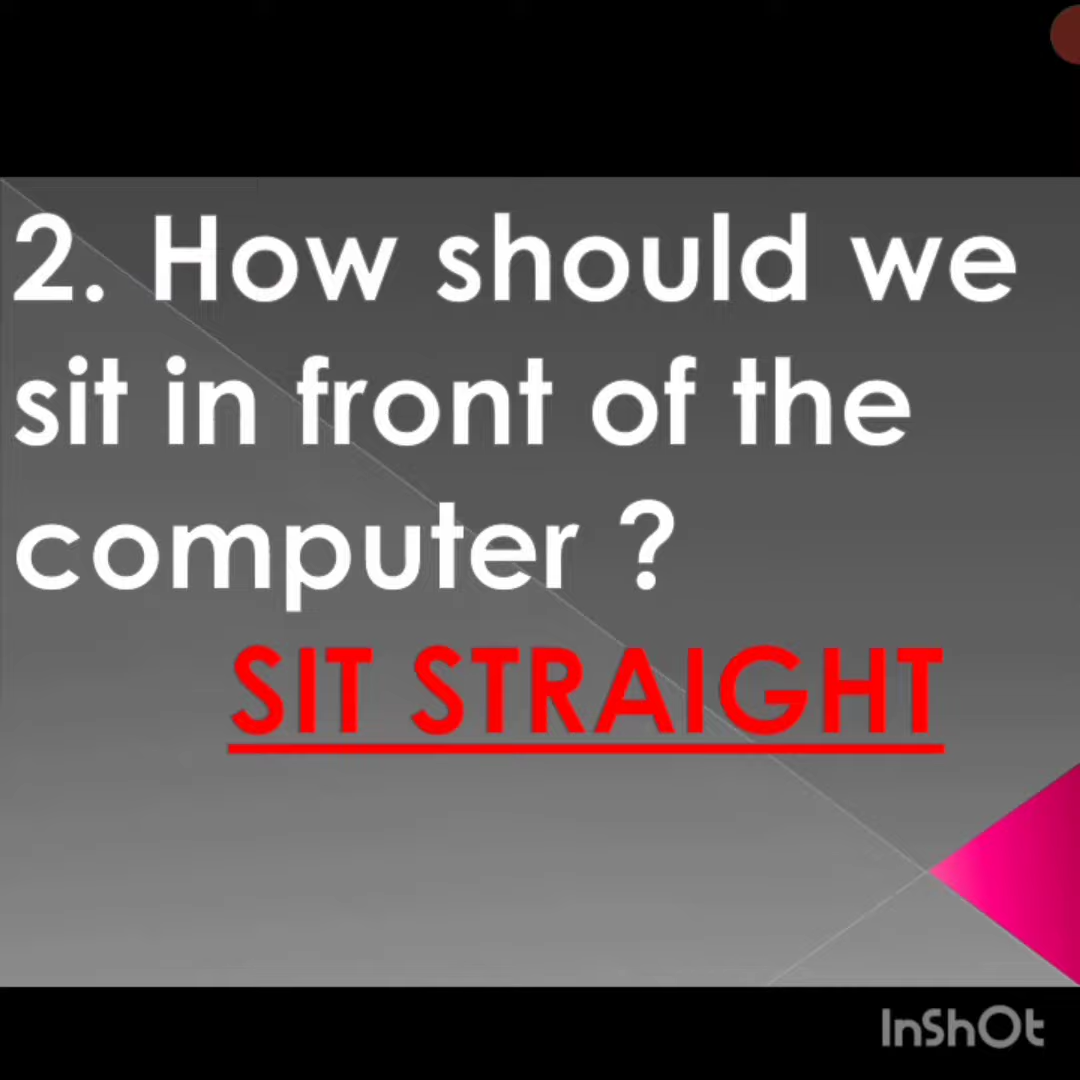 2. How should we
sit in front of the
computer ?
SIT STRAIGHT
InShOt